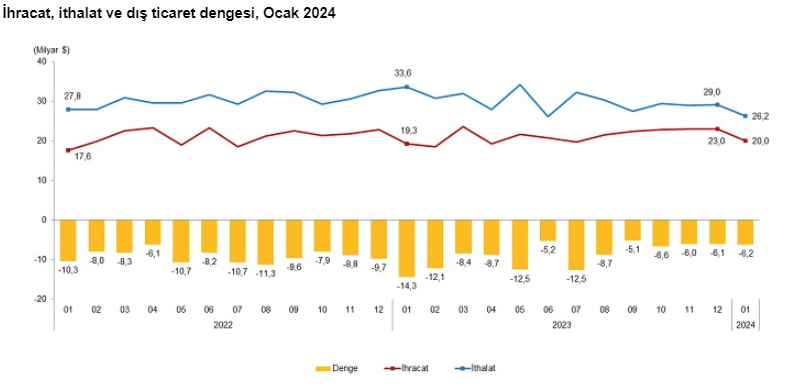 İhracat, ithalat ve dış ticaret dengesi, Ocak 2024
(Milyar $)
40
30
20
10
0
-10
-20
27,8
33,6
29,0
26,2
17,6
19,3
23,0
20,0
-10,3 -8,0 -8,3 -6,1 -10,7 -8,2 -10,7 -11,3 -9,6 -7,9 -8,8 -9,7 -14,3 -12,1 -8,4 -8,7 -12,5 -5,2 -12,5 -8,7 -5,1 -6,6 -6,0 -6,1 -6,2
01 02 03 04 05 06 07 08 09 10 11 12 01 02 03 04 05 06 07 08 09 10 11 12 01
2022 2023 2024
Denge İhracat İthalat